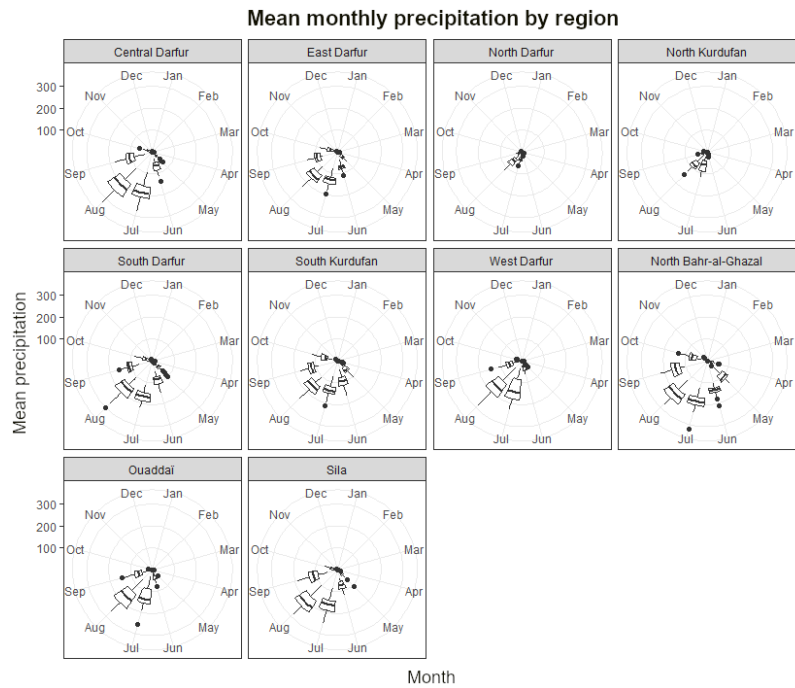 Mean monthly precipitation by region
Central Darfur
East Darfur
North Darfur
North Kurdufan
300
200
100
Dec Jan
Nov Feb
Oct Mar
Sep Apr
Aug May
Jul Jun
Dec Jan
Nov Feb
Oct Mar
Sep Apr
Aug May
Jul Jun
Dec Jan
Nov Feb
Oct Mar
Sep Apr
Aug May
Jul Jun
Dec Jan
Nov Feb
Oct Mar
Sep Apr
Aug May
Jul Jun
South Darfur
South Kurdufan
West Darfur
North Bahr-al-Ghazal
300
200
100
Dec Jan
Nov Feb
Oct Mar
Sep Apr
Aug May
Jul Jun
Dec Jan
Nov Feb
Oct Mar
Sep Apr
Aug May
Jul Jun
Dec Jan
Nov Feb
Oct Mar
Sep Apr
Aug May
Jul Jun
Dec Jan
Nov Feb
Oct Mar
Sep Apr
Aug May
Jul Jun
Ouaddaï
Sila
300
200
100
Dec Jan
Nov Feb
Oct Mar
Sep Apr
Aug May
Jul Jun
Dec Jan
Nov Feb
Oct Mar
Sep Apr
Aug May
Jul Jun
Mean precipitation
Month